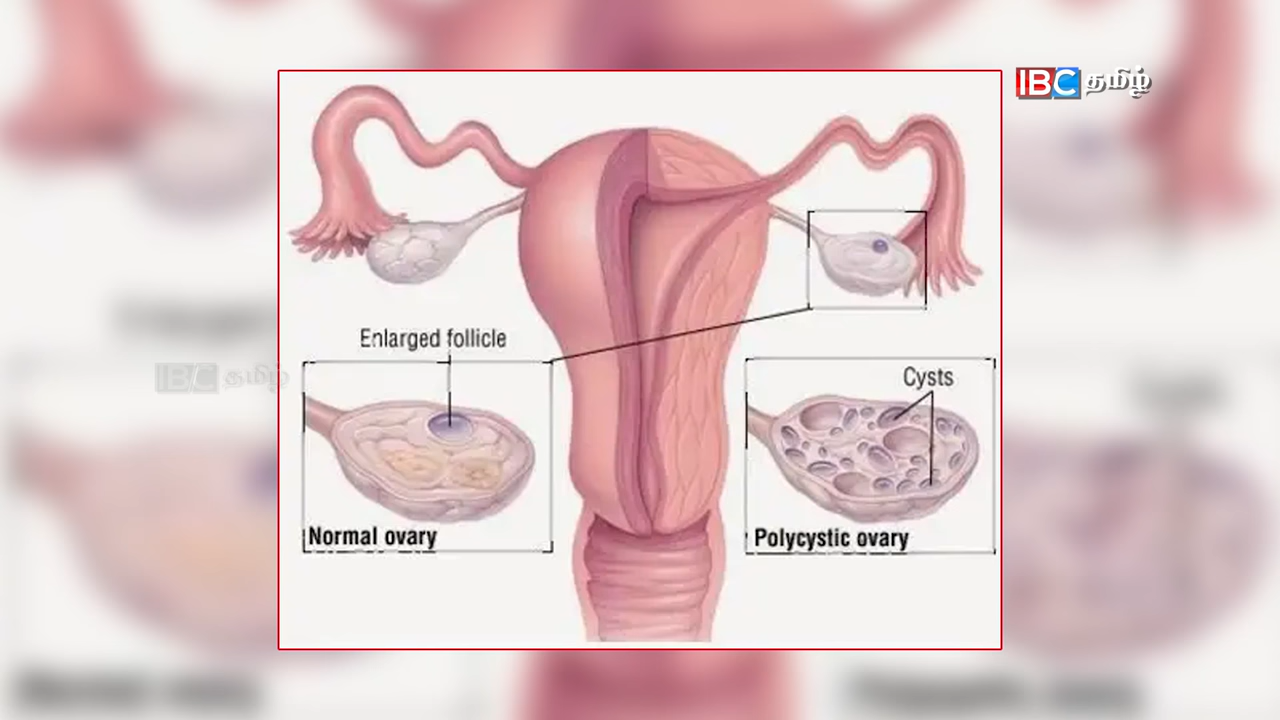 IBC தமிழ்
Enlarged follicle
Cysts
IBC தமிழ்
Normal ovary
Polycystic ovary